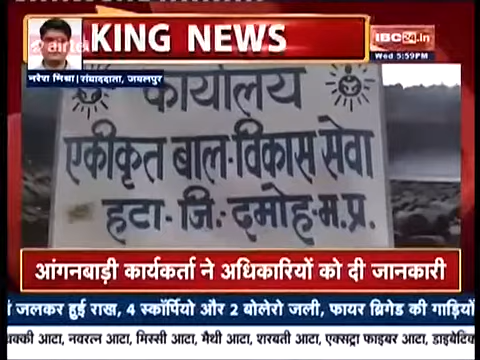 airtel
KING NEWS
IBC24.in
Wed 5:59PM
नरेश मिश्रा|संवाददाता, जबलपुर
कार्यालय
एकीकृत बाल-विकास सेवा
हटा-जि.-दमोह-म.प्र.
आंगनबाड़ी कार्यकर्ता ने अधिकारियों को दी जानकारी
जलकर हुई राख, 4 स्कॉर्पियो और 2 बोलेरो जली, फायर ब्रिगेड की गाड़ियो
चक्की आटा, नवरत्न आटा, मिस्सी आटा, मैथी आटा, शरबती आटा, एक्सट्रा फाइबर आटा, डाइबेटि